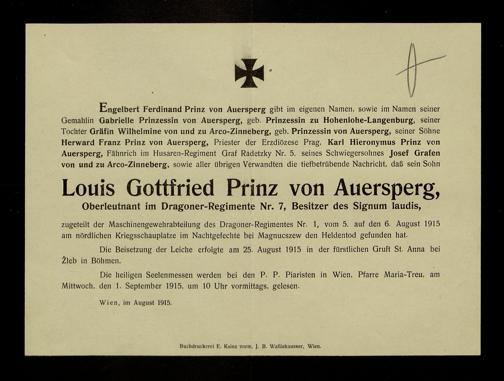 Engelbert Ferdinand Prinz von Auersperg gibt im eigenen Namen, sowie im Namen seiner
Gemahlin Gabrielle Prinzessin von Auersperg, geb. Prinzessin zu Hohenlohe-Langenburg, seiner
Tochter Gräfin Wilhelmine von und zu Arco-Zinneberg, geb. Prinzessin von Auersperg, seiner Söhne
Herward Franz Prinz von Auersperg, Priester der Erzdiözese Prag, Karl Hieronymus Prinz von
Auersperg, Fähnrich im Husaren-Regiment Graf Radetzky Nr. 5, seines Schwiegersohnes Josef Grafen
von und zu Arco-Zinneberg, sowie aller übrigen Verwandten die tiefbetrübende Nachricht, daß sein Sohn
Louis Gottfried Prinz von Auersperg,
Oberleutnant im Dragoner-Regimente Nr. 7, Besitzer des Signum laudis,
zugeteilt der Maschinengewehrabteilung des Dragoner-Regimentes Nr. 1, vom 5. auf den 6. August 1915
am nördlichen Kriegsschauplatze im Nachtgefechte bei Magnuczew den Heldentod gefunden hat.
Die Beisetzung der Leiche erfolgte am 25. August 1915 in der fürstlichen Gruft St. Anna bei
Žleb in Böhmen.
Die heiligen Seelenmessen werden bei den P. P. Piaristen in Wien, Pfarre Maria-Treu, am
Mittwoch, den 1. September 1915, um 10 Uhr vormittags, gelesen.
Wien, im August 1915.
Buchdruckerei E. Kainz vorm. J. B. Wallishausser, Wien.